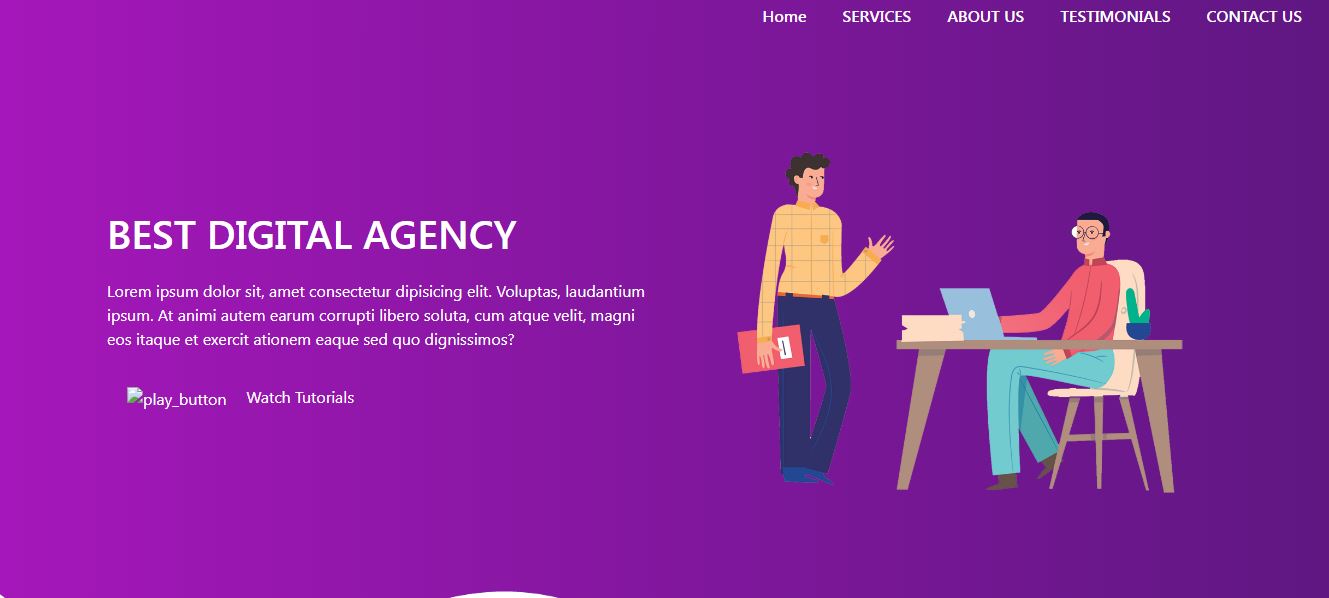 Home SERVICES ABOUT US TESTIMONIALS CONTACT US
BEST DIGITAL AGENCY
Lorem ipsum dolor sit, amet consectetur dipisicing elit. Voluptas, laudantium
ipsum. At animi autem earum corrupti libero soluta, cum atque velit, magni
eos itaque et exercit ationem eaque sed quo dignissimos?
play_button Watch Tutorials